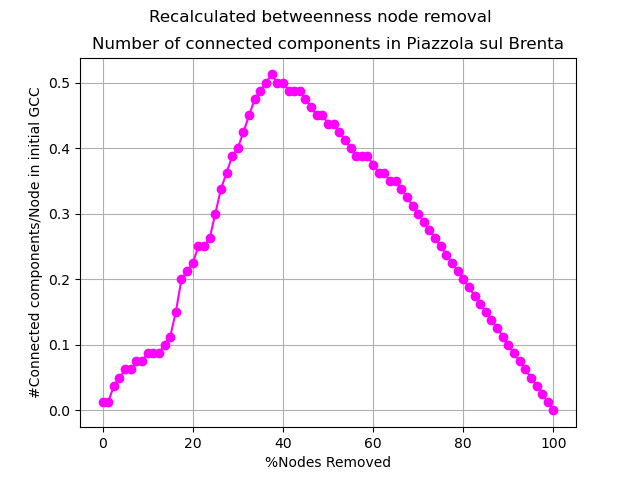 Recalculated betweenness node removal
Number of connected components in Piazzola sul Brenta
#Connected components/Node in initial GCC
0.5
0.4
0.3
0.2
0.1
0.0
0 20 40 60 80 100
%Nodes Removed